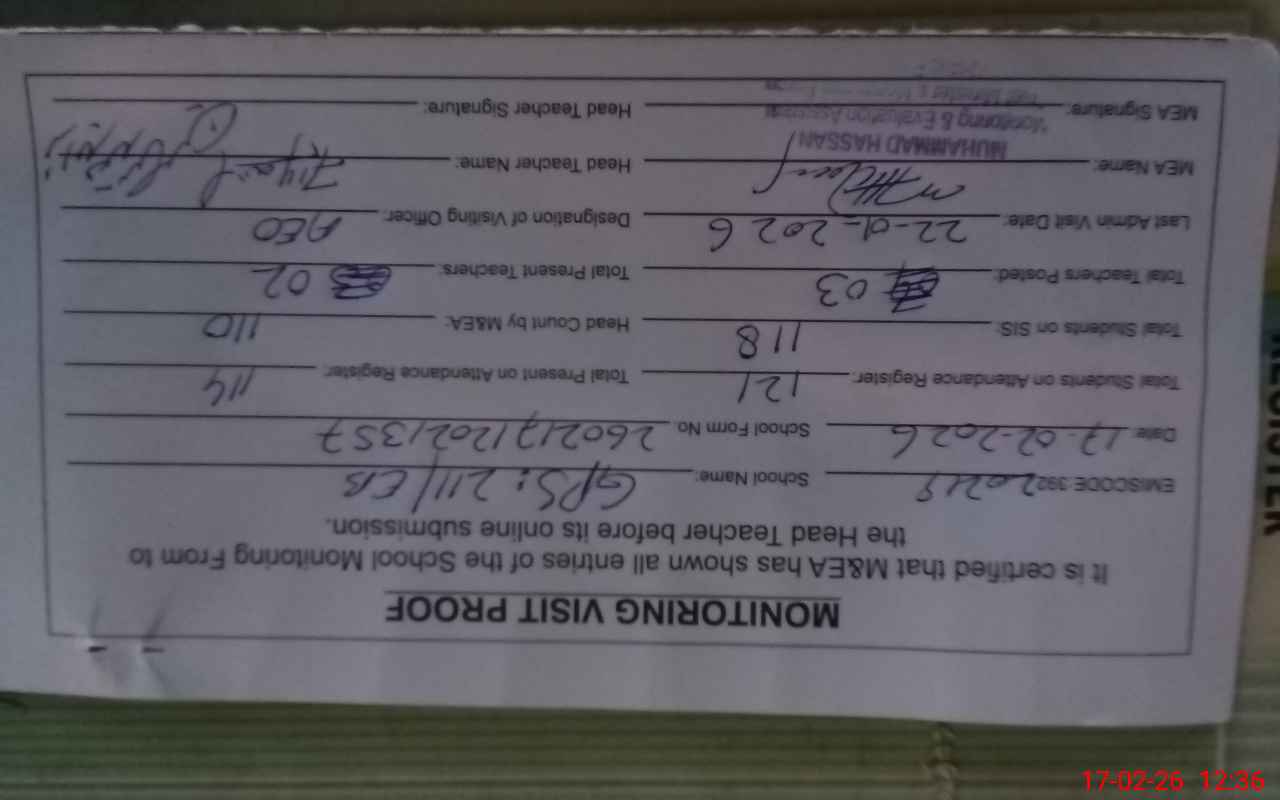 MONITORING VISIT PROOF
It is certified that M&EA has shown all entries of the School Monitoring From to
the Head Teacher before its online submission.
EMISCODE 39220219 School Name: GPS: 211/EB
Date: 17-02-2026 School Form No. 26021712021357
Total Students on Attendance Register: 121 Total Present on Attendance Register: 114
Total Students on SIS: 118 Head Count by M&EA: 110
Total Teachers Posted: 03 Total Present Teachers: 02
Last Admin Visit Date: 22-01-2026 Designation of Visiting Officer: AEO
MEA Name: Head Teacher Name:
MUHAMMAD HASSAN
Monitoring & Evaluation Assistant
MEA Signature: Head Teacher Signature:
REGISTER
17-02-26 12:36